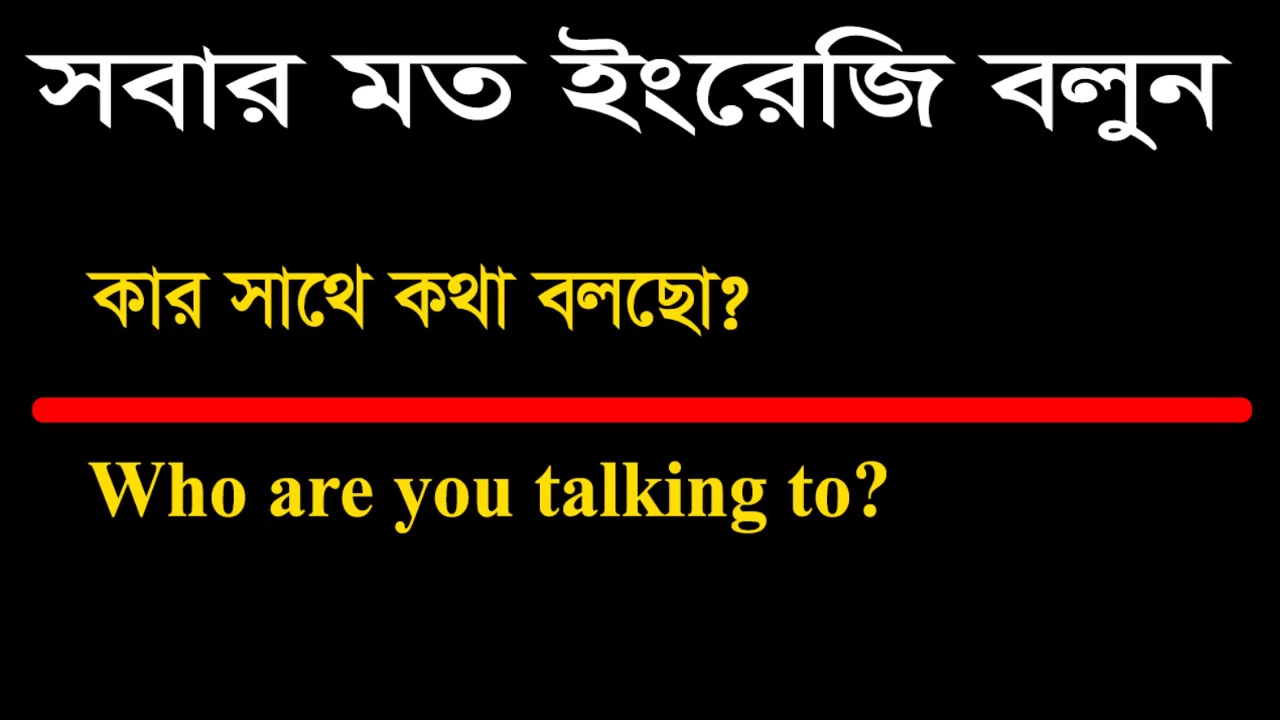 সবার মত ইংরেজি বলুন
কার সাথে কথা বলছো?
Who are you talking to?